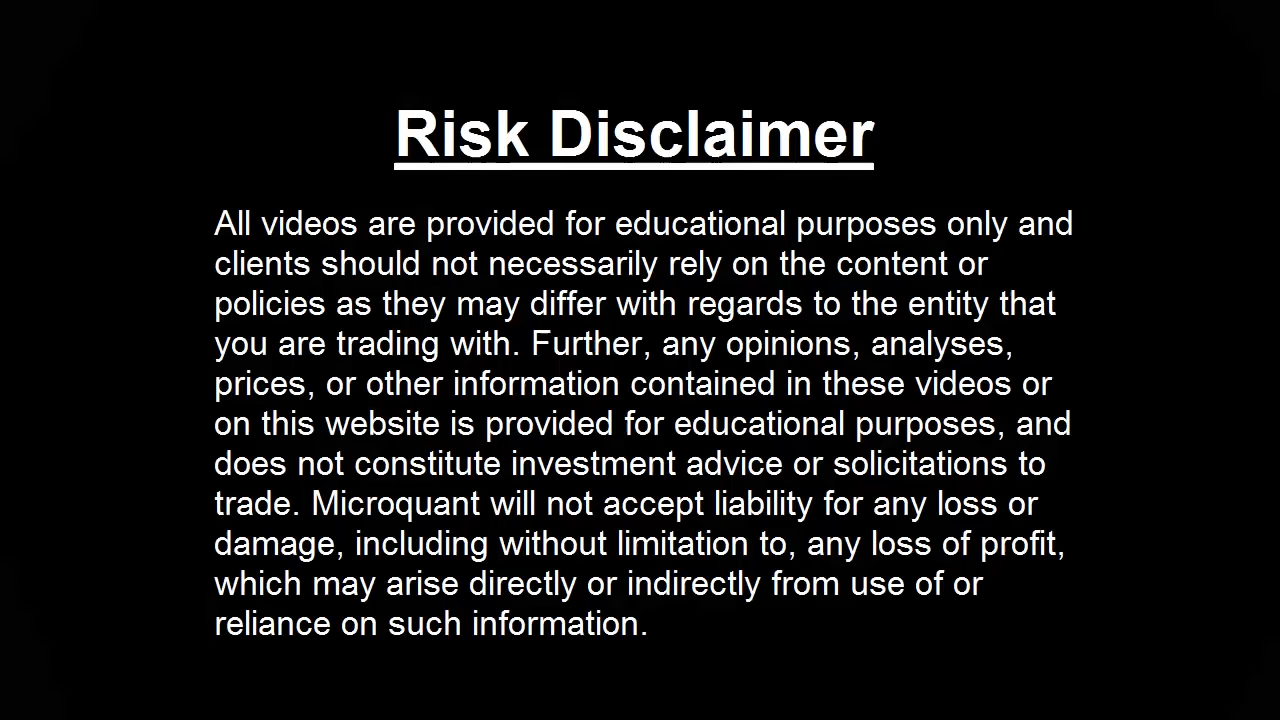 Risk Disclaimer
All videos are provided for educational purposes only and
clients should not necessarily rely on the content or
policies as they may differ with regards to the entity that
you are trading with. Further, any opinions, analyses,
prices, or other information contained in these videos or
on this website is provided for educational purposes, and
does not constitute investment advice or solicitations to
trade. Microquant will not accept liability for any loss or
damage, including without limitation to, any loss of profit,
which may arise directly or indirectly from use of or
reliance on such information.